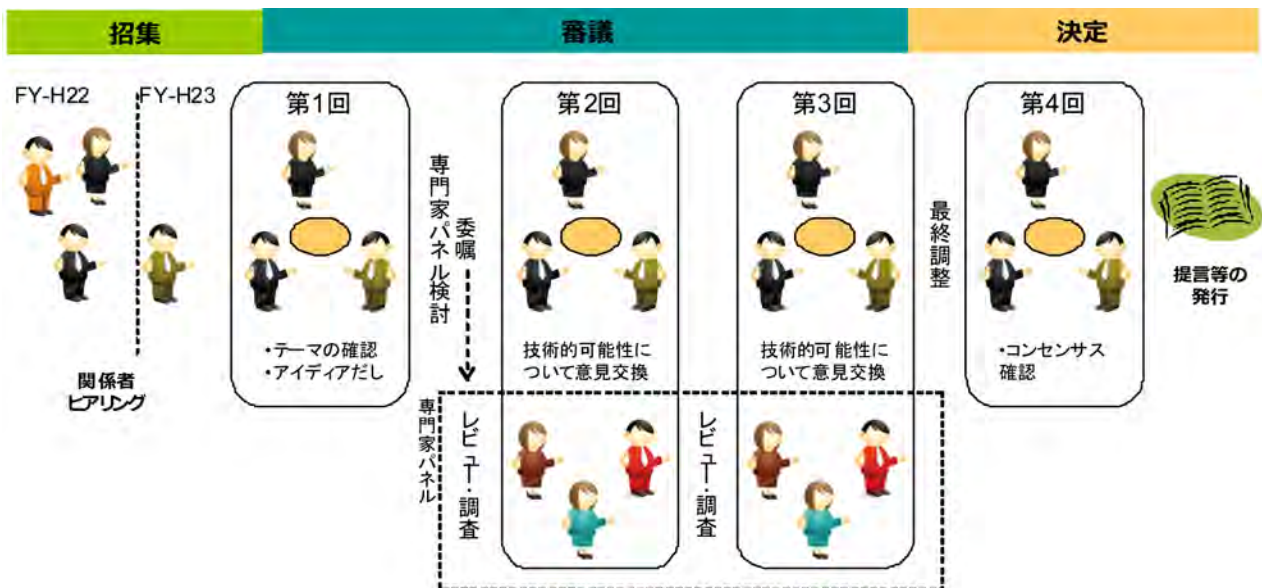 招集
審議
決定
FY-H22
FY-H23
関係者
ヒアリング
第1回
・テーマの確認
・アイディアだし
専門家パネル検討
委嘱
専門家パネル
レビュー・調査
第2回
技術的可能性に
ついて意見交換
レビュー・調査
第3回
技術的可能性に
ついて意見交換
最終調整
第4回
・コンセンサス
確認
提言等の
発行